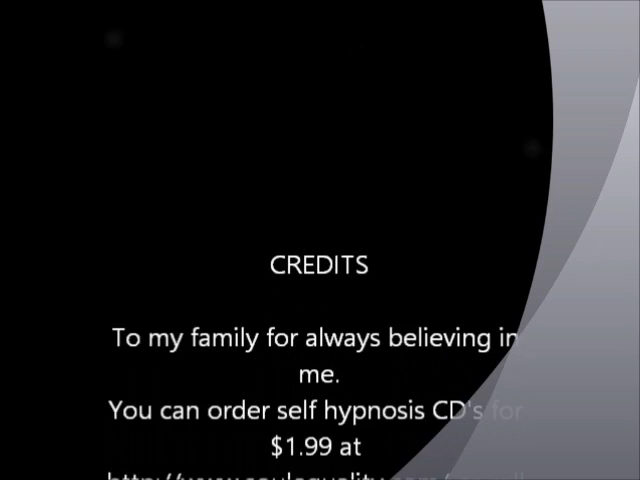 CREDITS
To my family for always believing in
me.
You can order self hypnosis CD's for
$1.99 at